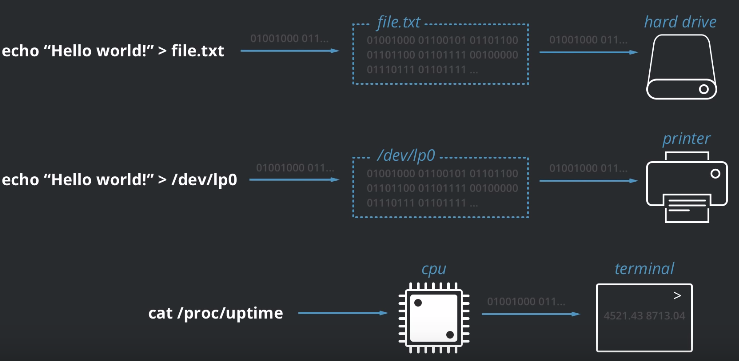 file.txt
hard drive
echo “Hello world!” > file.txt
01001000 011...
01001000 01100101 01101100
01101100 01101111 00100000
01110111 01101111 ...
01001000 011...
printer
/dev/lp0
echo “Hello world!” > /dev/lp0
01001000 011...
01001000 01100101 01101100
01101100 01101111 00100000
01110111 01101111 ...
01001000 011...
cpu
terminal
cat /proc/uptime
01001000 011...
>
4521.43 8713.04